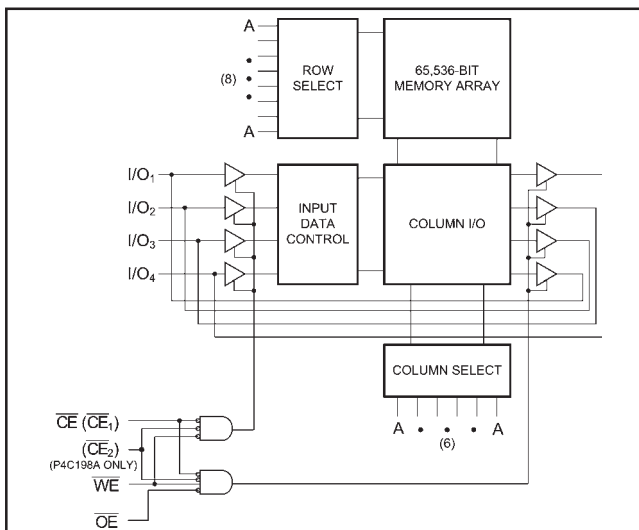 A
(8)
A
ROW
SELECT
65,536-BIT
MEMORY ARRAY
I/O₁
I/O₂
I/O₃
I/O₄
INPUT
DATA
CONTROL
COLUMN I/O
COLUMN SELECT
A • • • • A
(6)
CE (CE₁)
(CE₂)
(P4C198A ONLY)
WE
OE